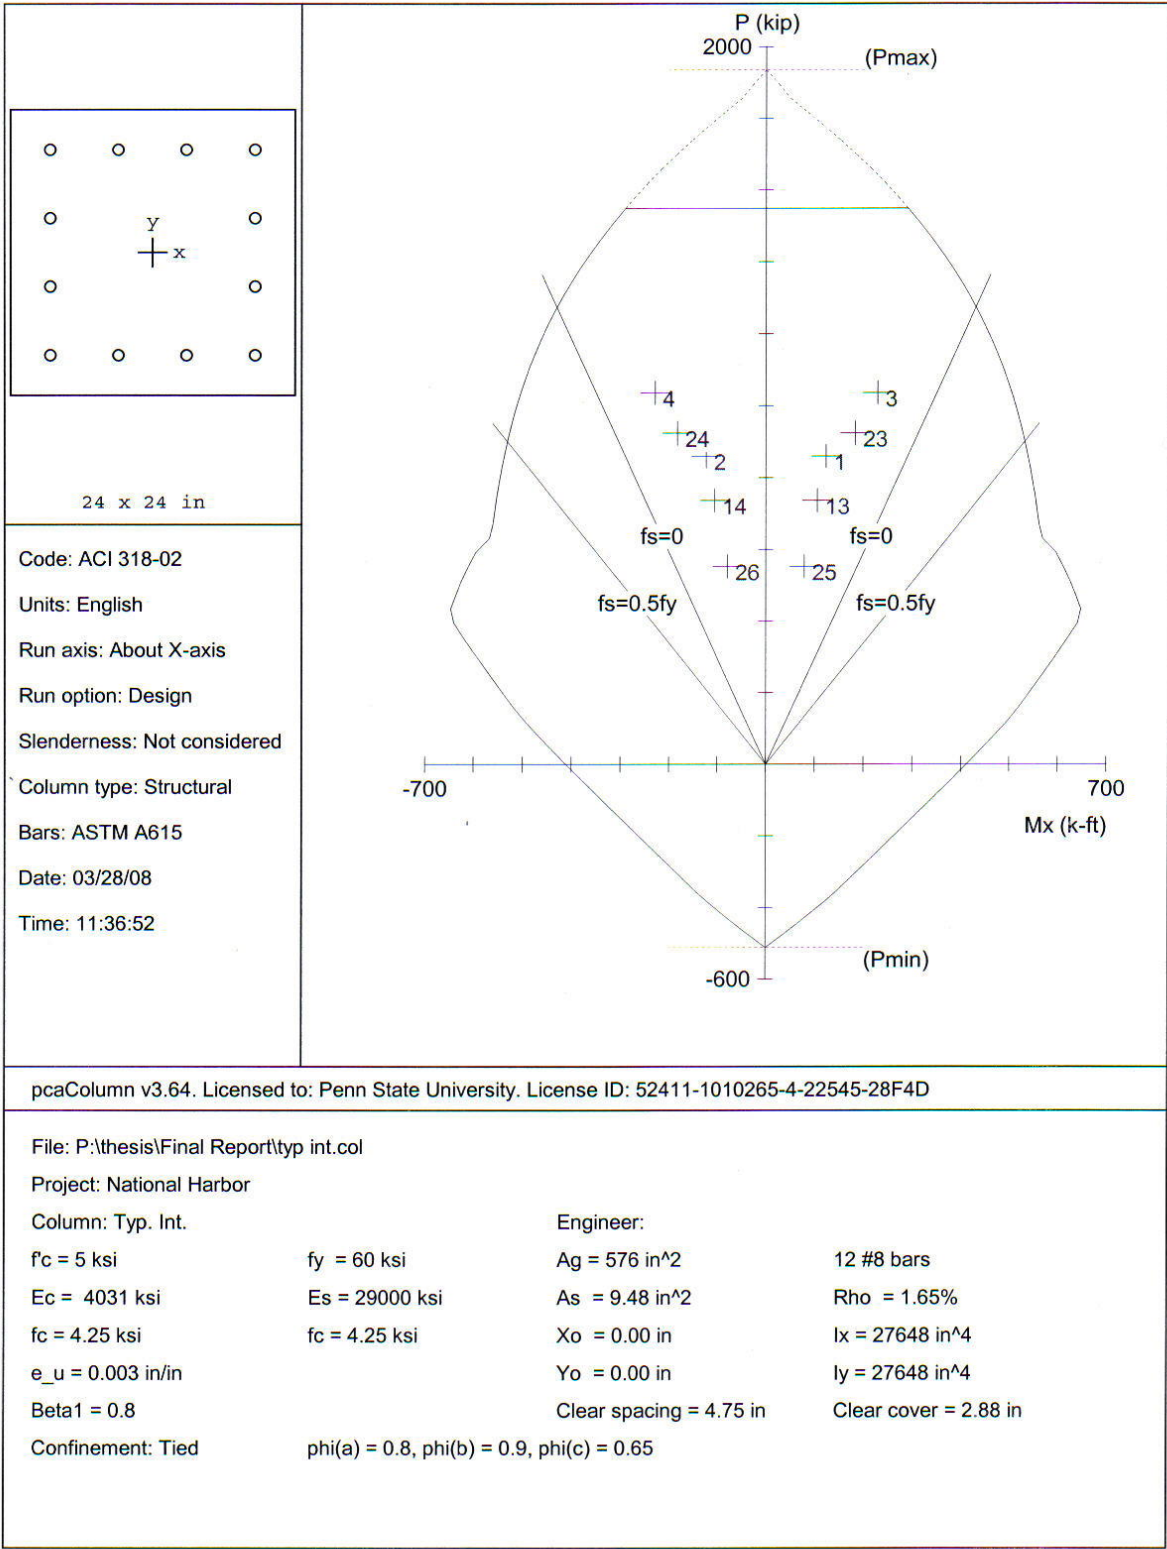 y
x
24 x 24 in
Code: ACI 318-02
Units: English
Run axis: About X-axis
Run option: Design
Slenderness: Not considered
Column type: Structural
Bars: ASTM A615
Date: 03/28/08
Time: 11:36:52
P (kip)
2000
(Pmax)
4
3
24
23
2
1
14
13
fs=0
fs=0
26
25
fs=0.5fy
fs=0.5fy
-700
700
Mx (k-ft)
(Pmin)
-600
pcaColumn v3.64. Licensed to: Penn State University. License ID: 52411-1010265-4-22545-28F4D
File: P:\thesis\Final Report\typ int.col
Project: National Harbor
Column: Typ. Int. Engineer:
f'c = 5 ksi fy = 60 ksi Ag = 576 in^2 12 #8 bars
Ec = 4031 ksi Es = 29000 ksi As = 9.48 in^2 Rho = 1.65%
fc = 4.25 ksi fc = 4.25 ksi Xo = 0.00 in Ix = 27648 in^4
e_u = 0.003 in/in Yo = 0.00 in Iy = 27648 in^4
Beta1 = 0.8 Clear spacing = 4.75 in Clear cover = 2.88 in
Confinement: Tied phi(a) = 0.8, phi(b) = 0.9, phi(c) = 0.65